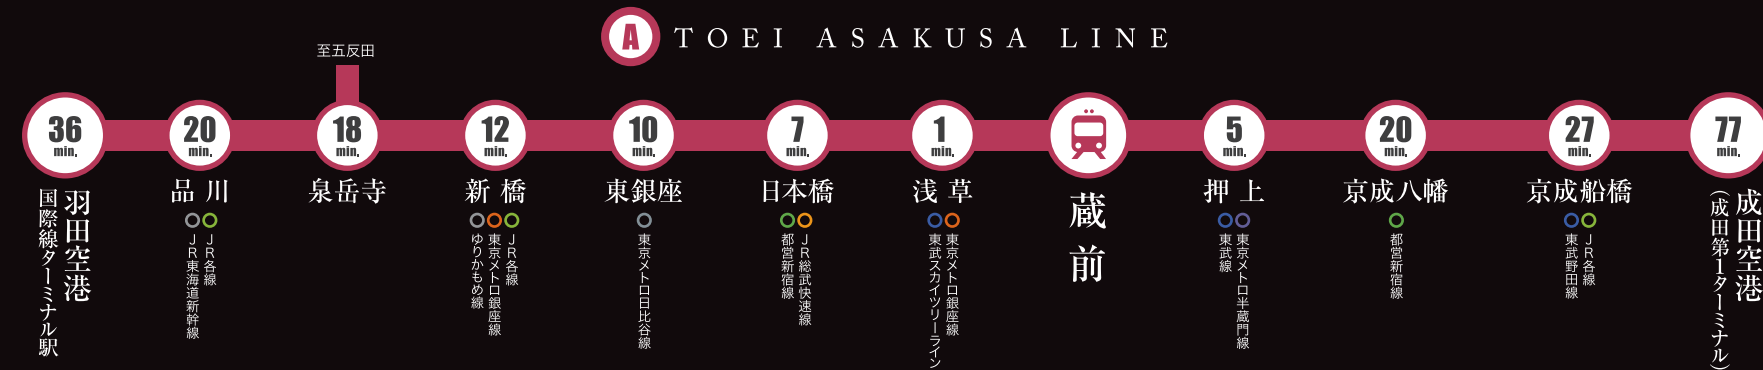 A TOEI ASAKUSA LINE
至五反田
36 min.
羽田空港
国際線ターミナル駅
20 min.
品川
JR各線
JR東海道新幹線
18 min.
泉岳寺
12 min.
新橋
JR各線
東京メトロ銀座線
ゆりかもめ線
10 min.
東銀座
東京メトロ日比谷線
7 min.
日本橋
JR総武快速線
都営新宿線
1 min.
浅草
東京メトロ銀座線
東武スカイツリーライン
蔵前
5 min.
押上
東京メトロ半蔵門線
東武線
20 min.
京成八幡
都営新宿線
27 min.
京成船橋
JR各線
東武野田線
77 min.
成田空港
(成田第1ターミナル)